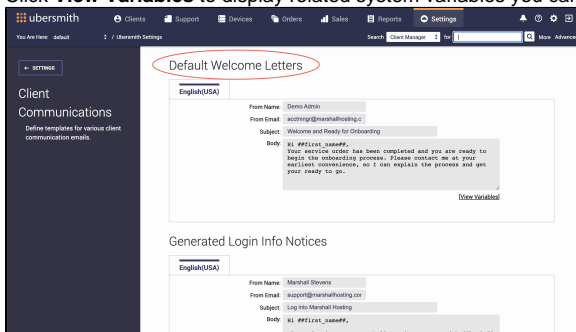 Click View Variables to display related system variables you can
ubersmith Clients Support Devices Orders Sales Reports Settings
You Are Here: default / Ubersmith Settings Search Client Manager for More Advance
← SETTINGS
Default Welcome Letters
English(USA)
Client
Communications
Define templates for various client
communication emails.
From Name: Demo Admin
From Email: acctmngr@marshallhosting.c
Subject: Welcome and Ready for Onboarding
Body: Hi ##first_name##,
Your service order has been completed and you are ready to
begin the onboarding process. Please contact me at your
earliest convenience, so I can explain the process and get
your ready to go.
[View Variables]
Generated Login Info Notices
English(USA)
From Name: Marshall Stevens
From Email: support@marshallhosting.cor
Subject: Log into Marshall Hosting
Body: Hi ##first_name##,